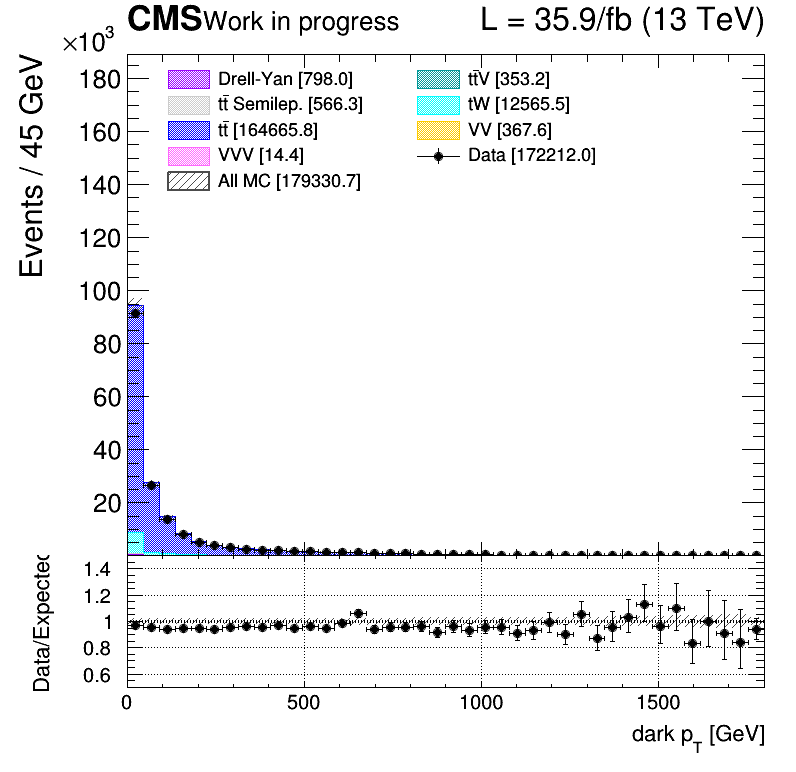 CMS Work in progress L = 35.9/fb (13 TeV)
×10³
Events / 45 GeV
180
160
140
120
100
80
60
40
20
Drell-Yan [798.0]
tt̄ Semilep. [566.3]
tt̄ [164665.8]
VVV [14.4]
All MC [179330.7]
tt̄V [353.2]
tW [12565.5]
VV [367.6]
Data [172212.0]
Data/Expected
1.4
1.2
1
0.8
0.6
0 500 1000 1500
dark p_T [GeV]